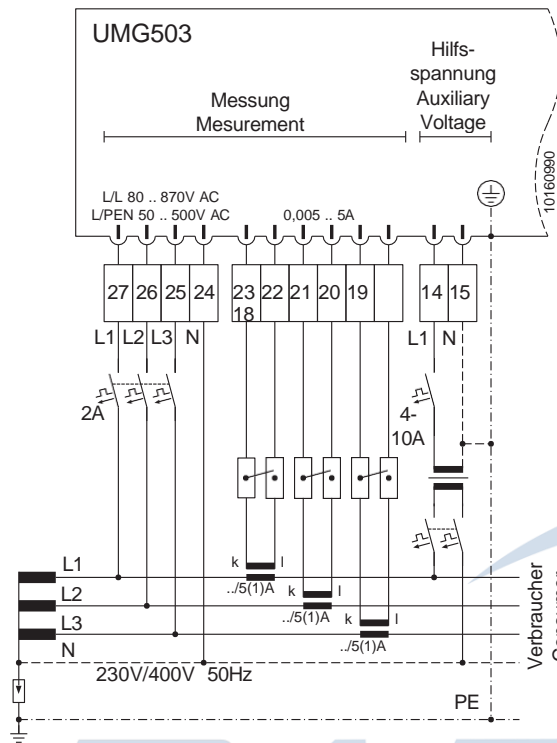 UMG503
Hilfs-
spannung
Auxiliary
Voltage
Messung
Mesurement
10160990
L/L 80 .. 870V AC
L/PEN 50 .. 500V AC
0,005 .. 5A
27 26 25 24 23 22 21 20 19 14 15
18
L1 L2 L3 N L1 N
2A
4-
10A
k l
L1
../5(1)A
k l
L2
../5(1)A
k l
L3
../5(1)A
N
230V/400V 50Hz
PE
Verbraucher